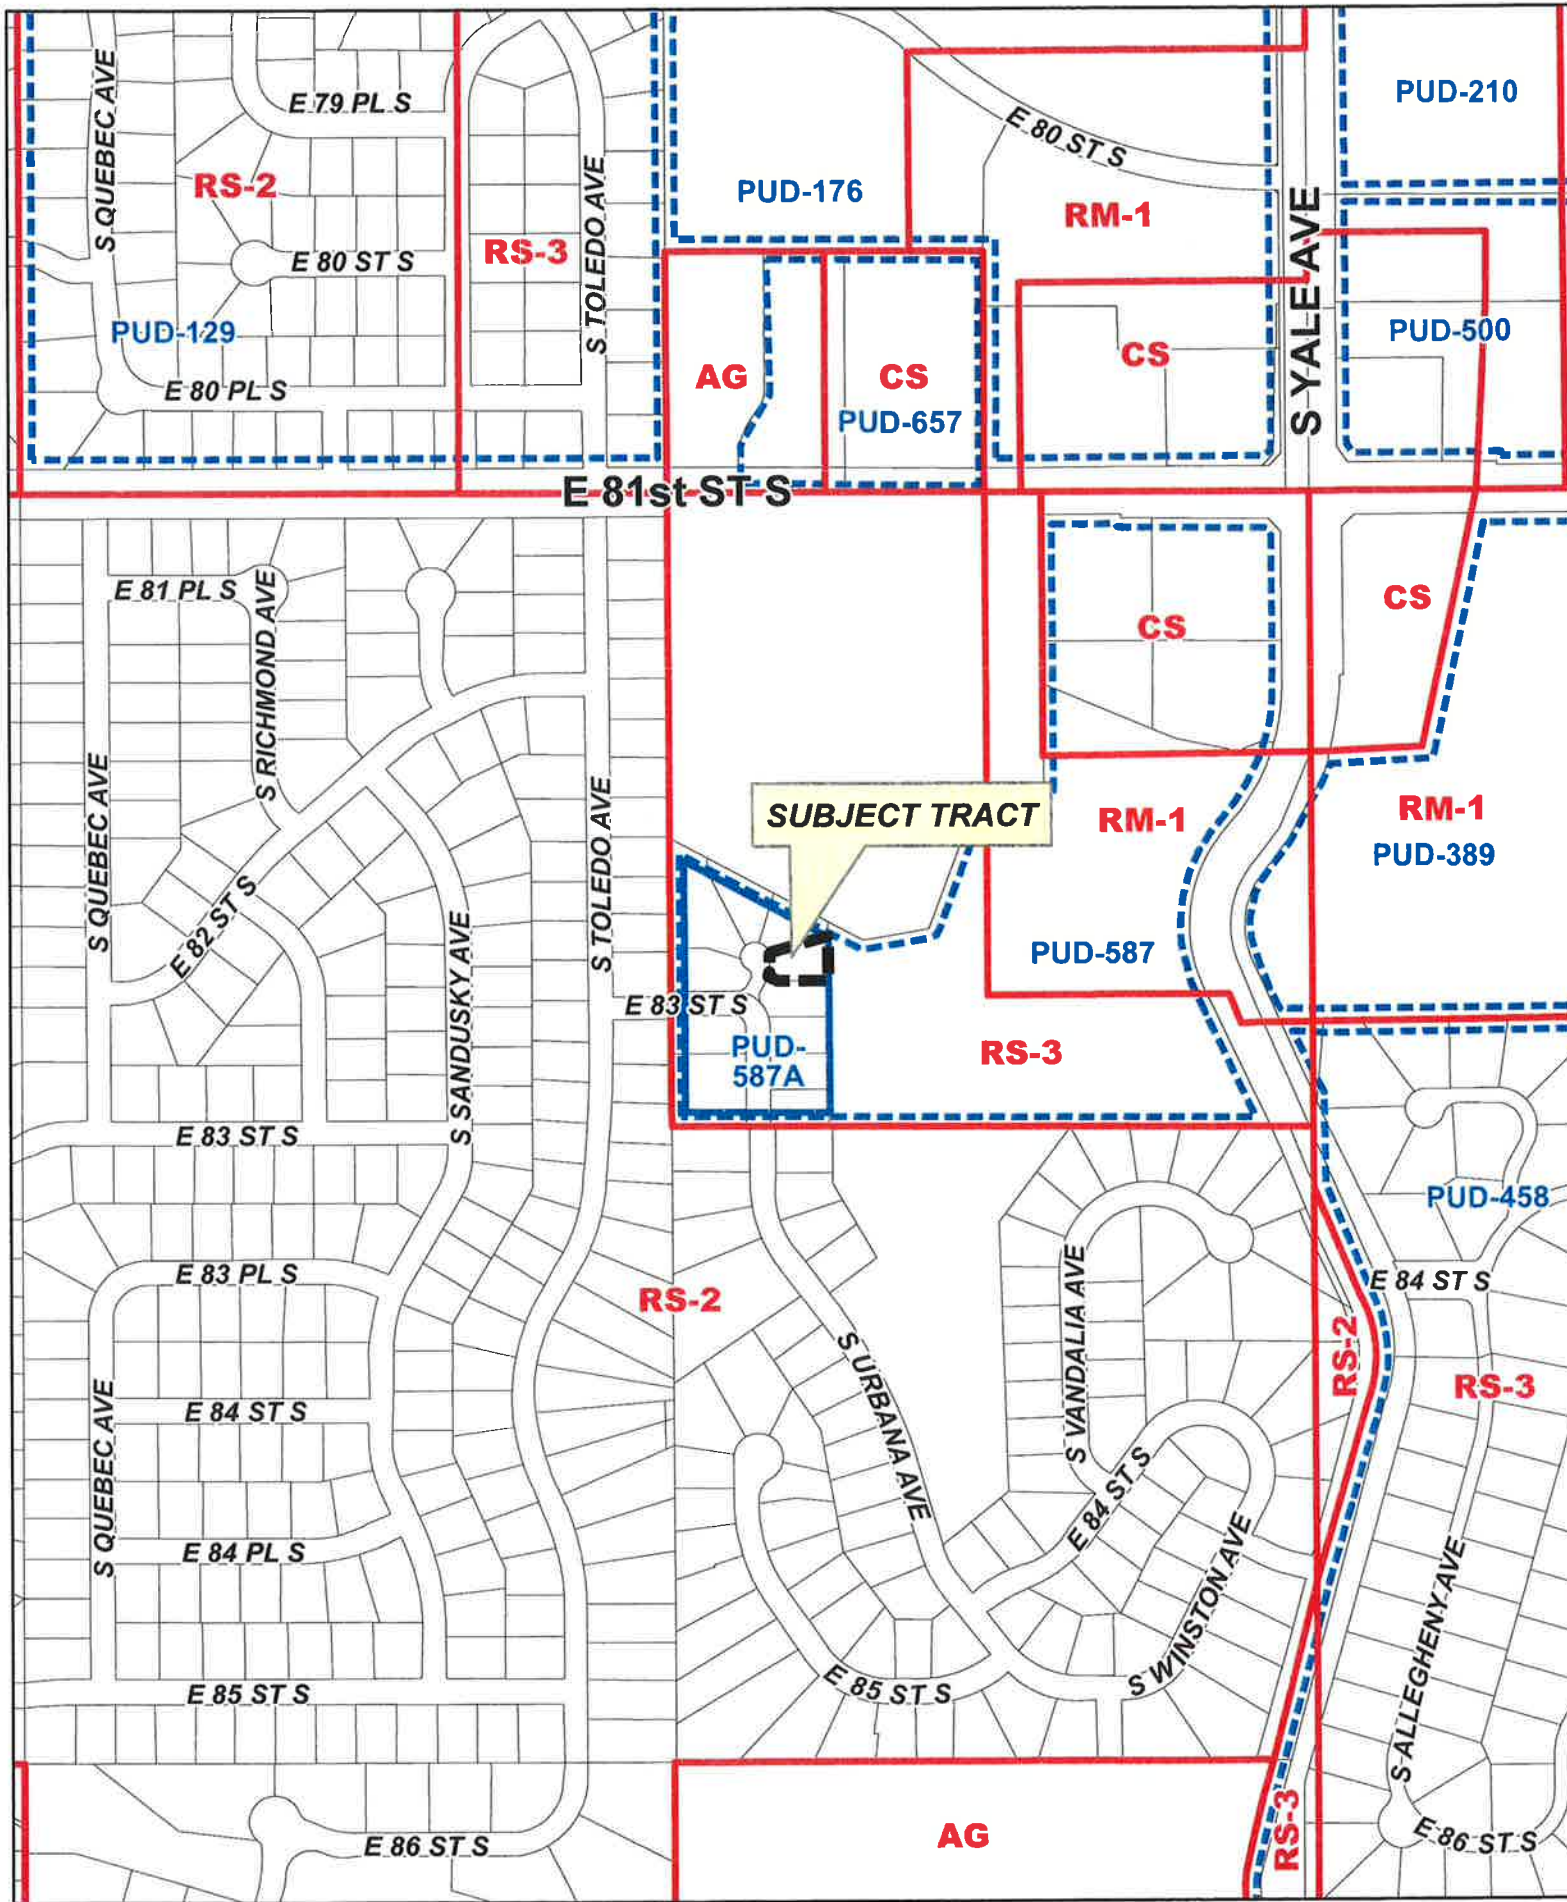 PUD-210
S QUEBEC AVE
E 79 PL S
E 80 ST S
RS-2
PUD-176
RM-1
S YALE AVE
S TOLEDO AVE
RS-3
E 80 ST S
PUD-129
PUD-500
CS
AG
CS
PUD-657
E 80 PL S
E 81st ST S
E 81 PL S
S RICHMOND AVE
CS
CS
SUBJECT TRACT
RM-1
RM-1
PUD-389
S QUEBEC AVE
S TOLEDO AVE
E 82 ST S
S SANDUSKY AVE
PUD-587
E 83 ST S
PUD-
587A
RS-3
E 83 ST S
PUD-458
E 83 PL S
RS-2
E 84 ST S
S VANDALIA AVE
S URBANA AVE
RS-2
RS-3
S QUEBEC AVE
E 84 ST S
E 84 ST S
E 84 PL S
S WINSTON AVE
S ALLEGHENY AVE
E 85 ST S
E 85 ST S
AG
RS-3
E 86 ST S
E 86 ST S